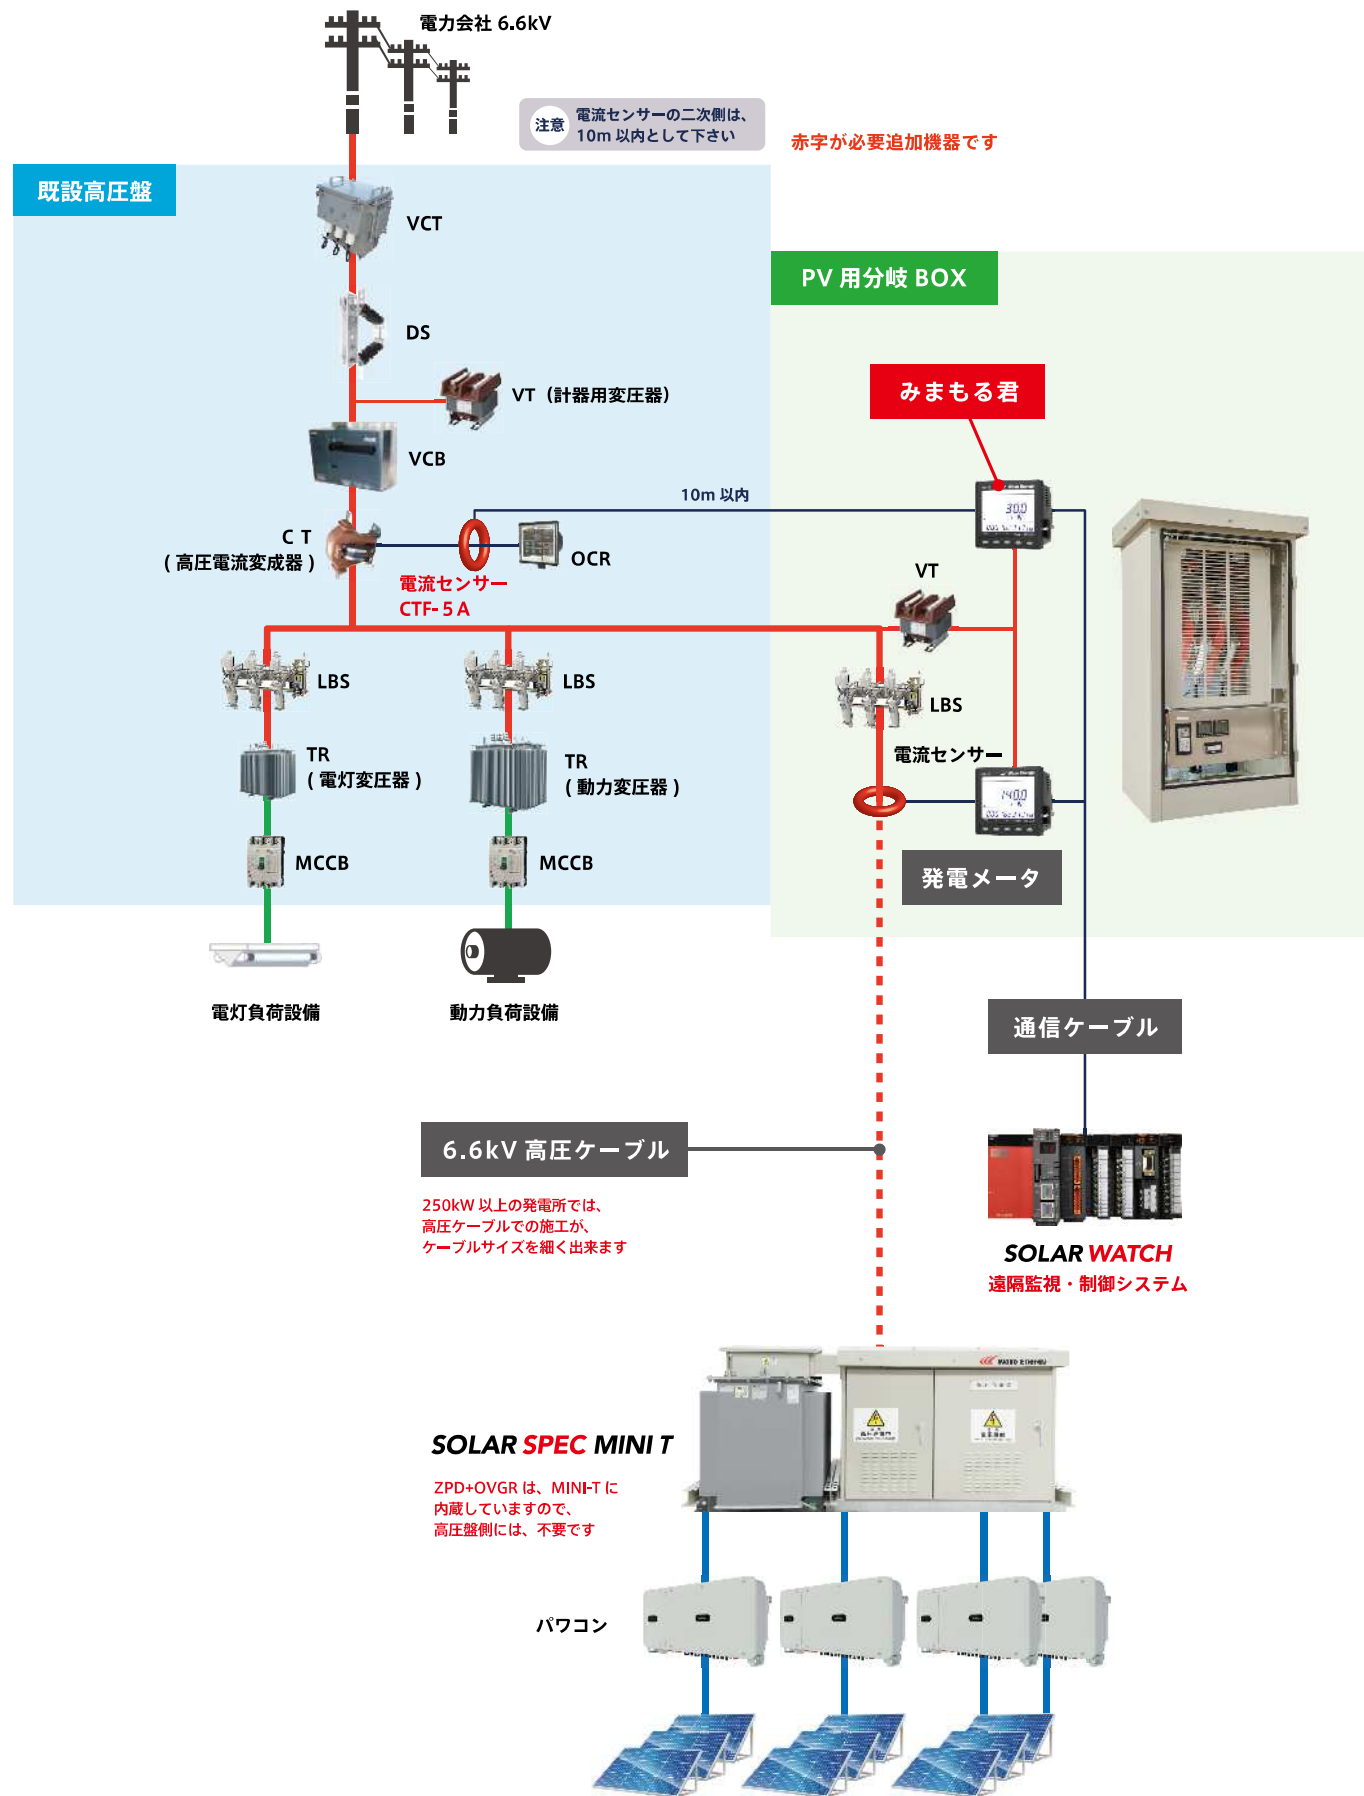 電力会社 6.6kV
注意
電流センサーの二次側は、
10m 以内として下さい
赤字が必要追加機器です
既設高圧盤
VCT
PV 用分岐 BOX
DS
VT（計器用変圧器）
みまもる君
VCB
10m 以内
30.0
C T
( 高圧電流変成器 )
OCR
電流センサー
CTF- 5 A
VT
LBS
LBS
LBS
電流センサー
TR
( 電灯変圧器 )
TR
( 動力変圧器 )
140.0
MCCB
MCCB
発電メータ
電灯負荷設備
動力負荷設備
通信ケーブル
6.6kV 高圧ケーブル
250kW 以上の発電所では、
高圧ケーブルでの施工が、
ケーブルサイズを細く出来ます
SOLAR WATCH
遠隔監視・制御システム
SOLAR SPEC MINI T
ZPD+OVGR は、MINI-T に
内蔵していますので、
高圧盤側には、不要です
パワコン